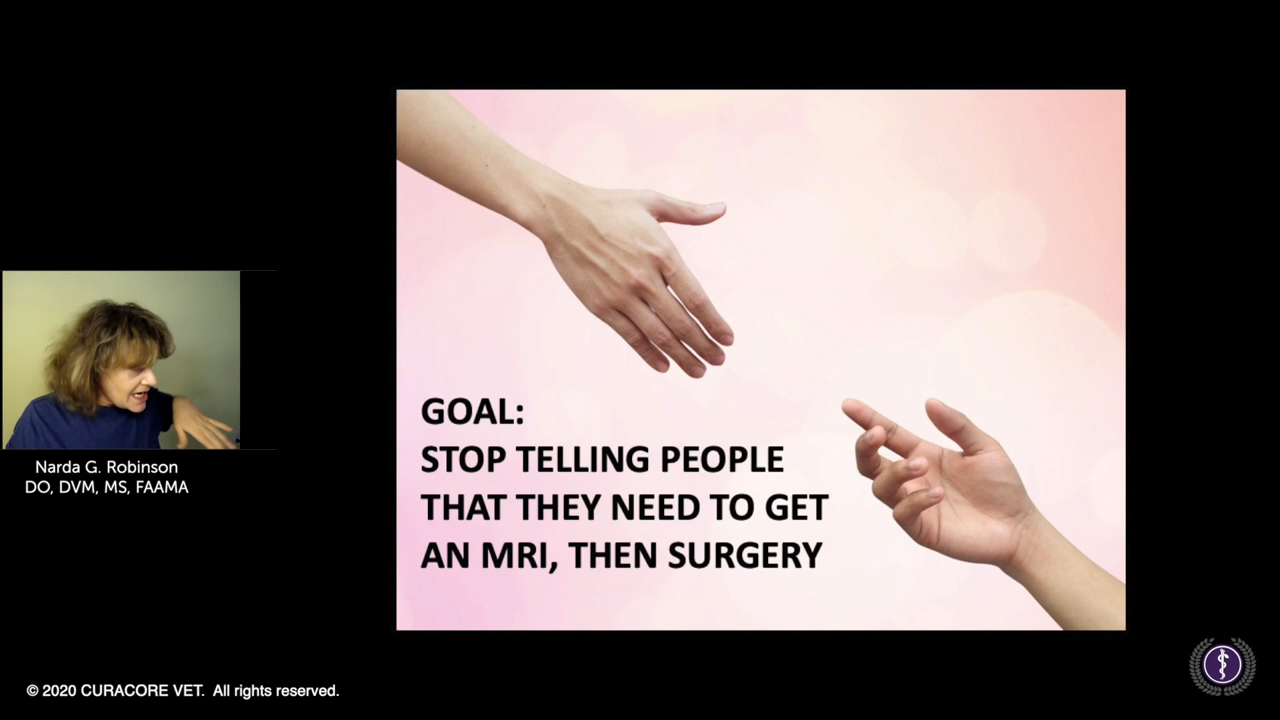 GOAL:
STOP TELLING PEOPLE
THAT THEY NEED TO GET
AN MRI, THEN SURGERY
Narda G. Robinson
DO, DVM, MS, FAAMA
© 2020 CURACORE VET. All rights reserved.